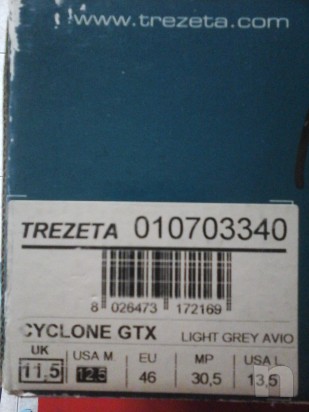 www.trezeta.com
TREZETA 010703340
8 026473 172169
CYCLONE GTX LIGHT GREY AVIO
UK USA M. EU MP USA L.
11,5 12.5 46 30,5 13,5